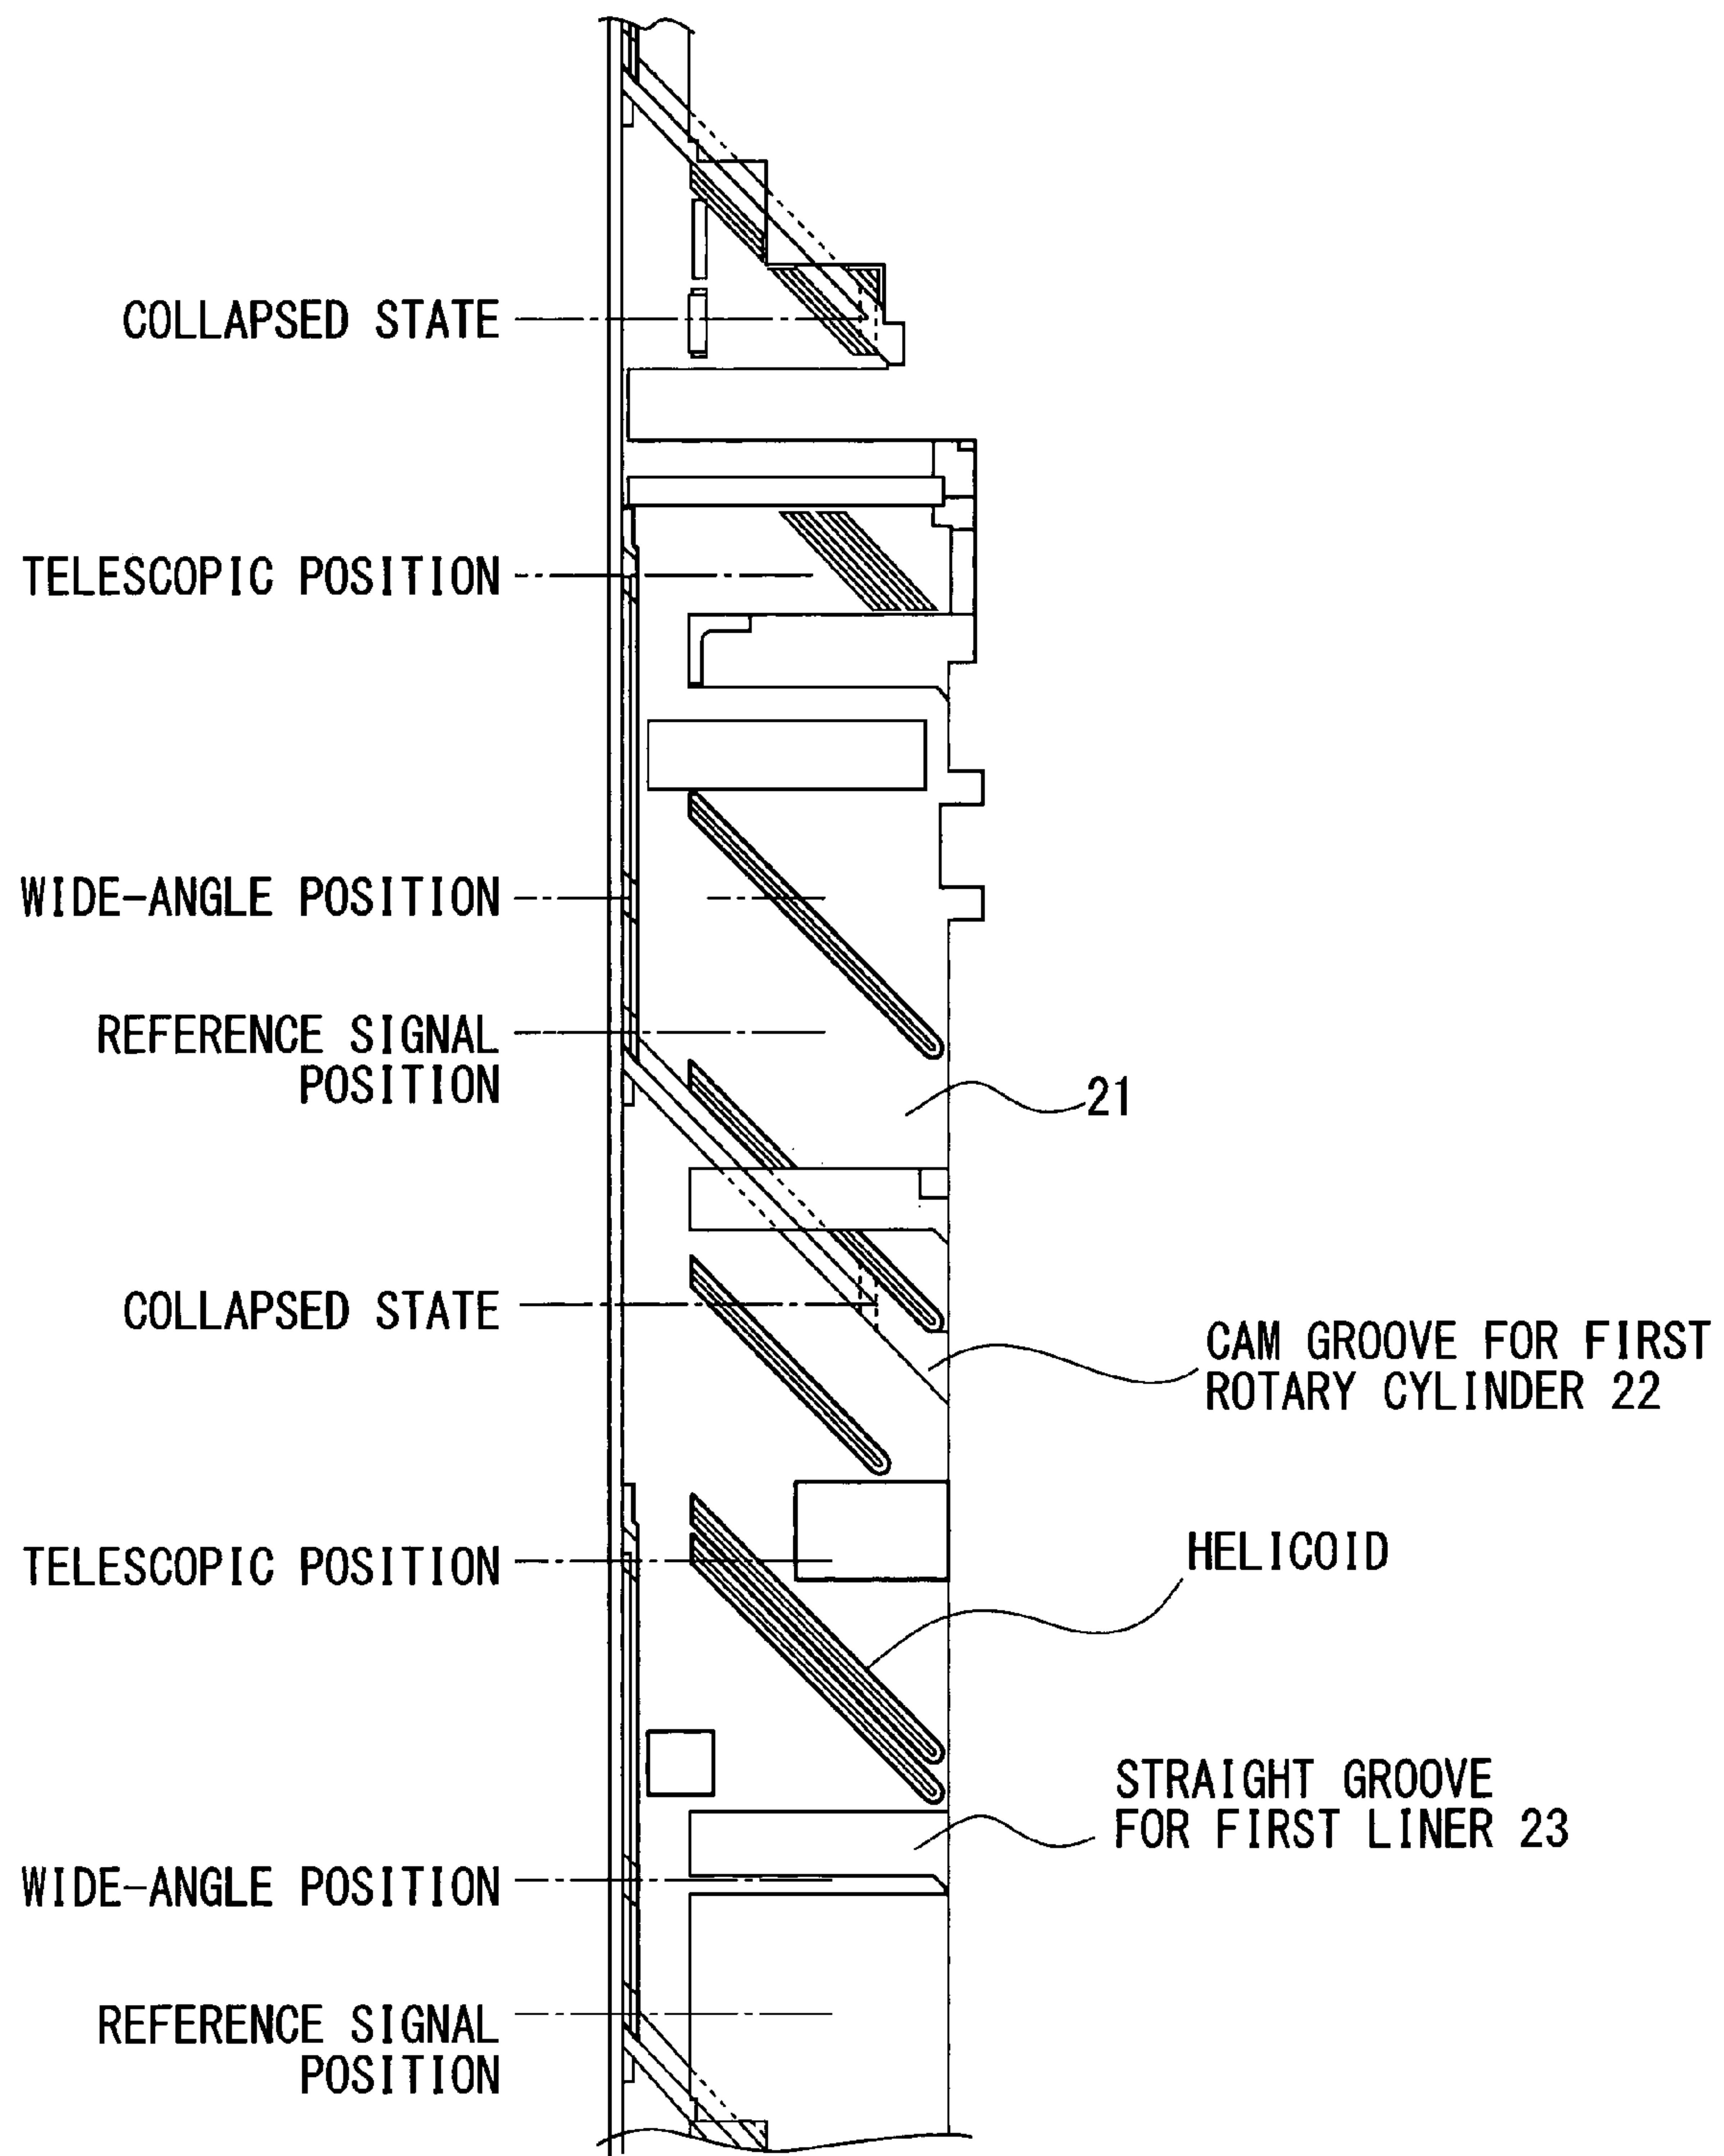 COLLAPSED STATE
TELESCOPIC POSITION
WIDE-ANGLE POSITION
REFERENCE SIGNAL
POSITION
21
COLLAPSED STATE
CAM GROOVE FOR FIRST
ROTARY CYLINDER 22
TELESCOPIC POSITION
HELICOID
STRAIGHT GROOVE
FOR FIRST LINER 23
WIDE-ANGLE POSITION
REFERENCE SIGNAL
POSITION